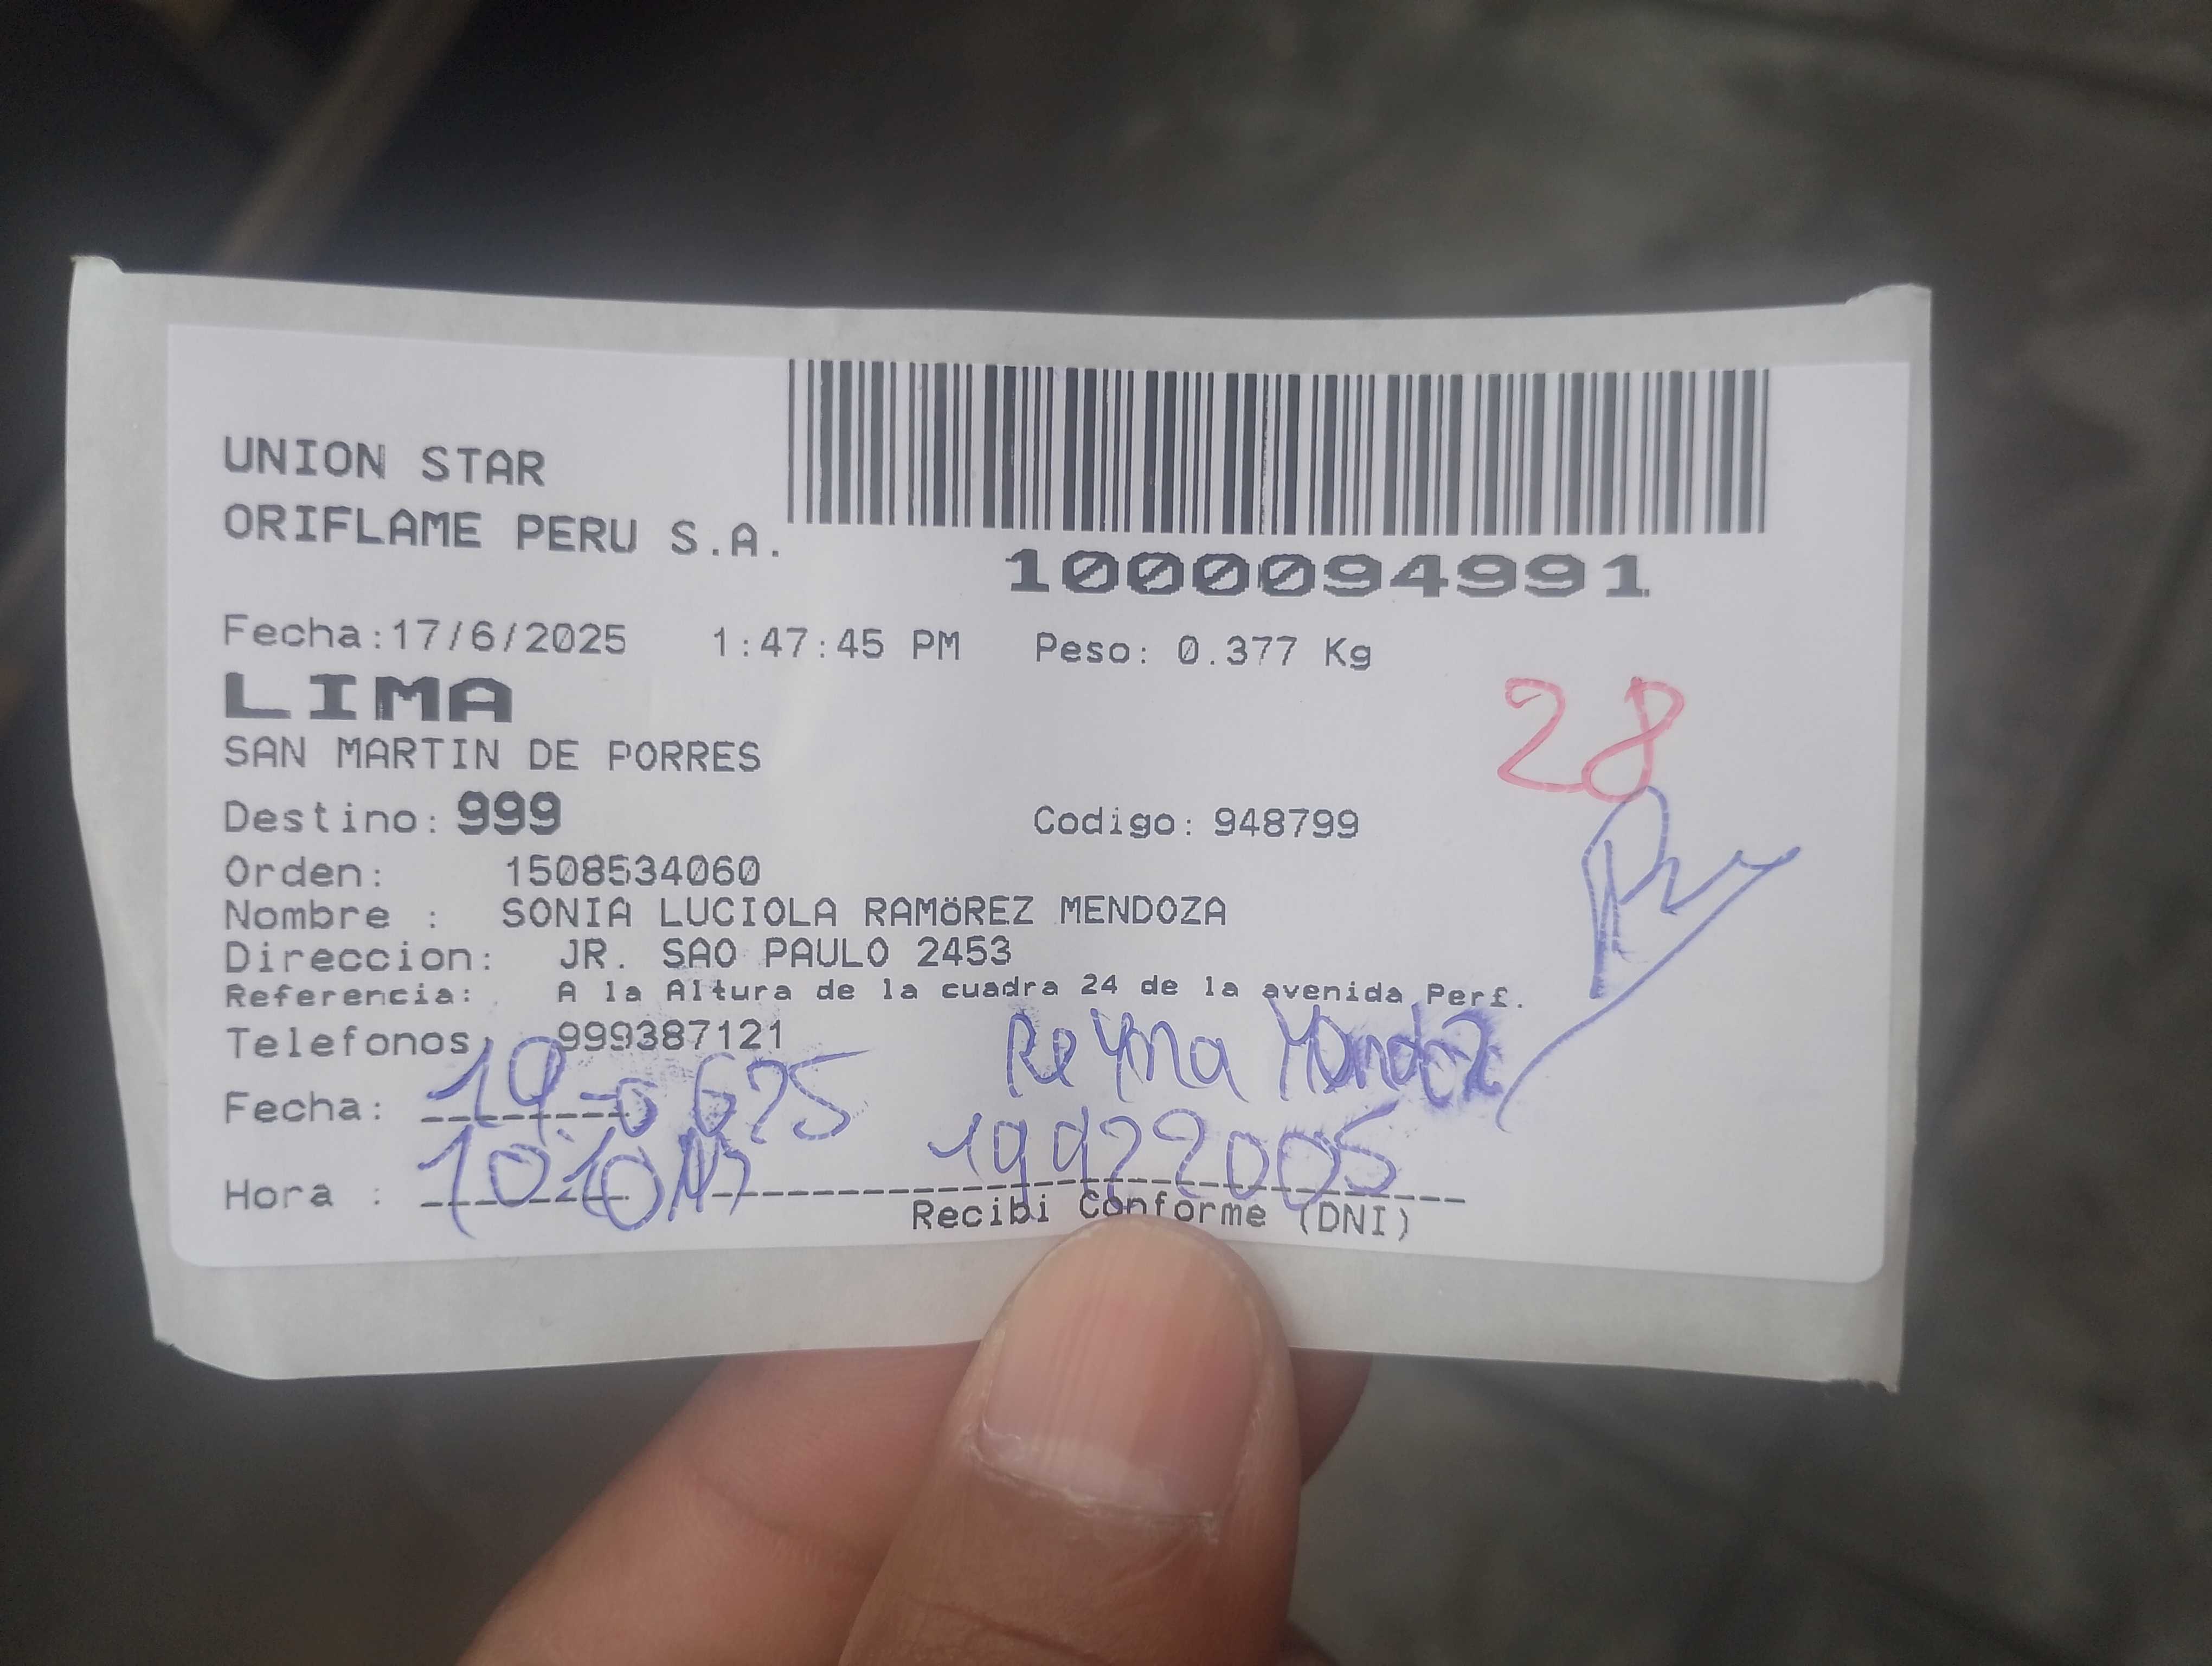 UNION STAR
ORIFLAME PERU S.A.
1000094991
Fecha:17/6/2025 1:47:45 PM Peso: 0.377 Kg
LIMA
28
SAN MARTIN DE PORRES
Destino: 999 Codigo: 948799
Orden: 1508534060
Nombre : SONIA LUCIOLA RAMöREZ MENDOZA
Direccion: JR. SAO PAULO 2453
Referencia: A la Altura de la cuadra 24 de la avenida Per£.
Telefonos 999387121
Reyna Mendoza
Fecha: 19-06 25
19922005
Hora : 10:10
Recibi Conforme (DNI)